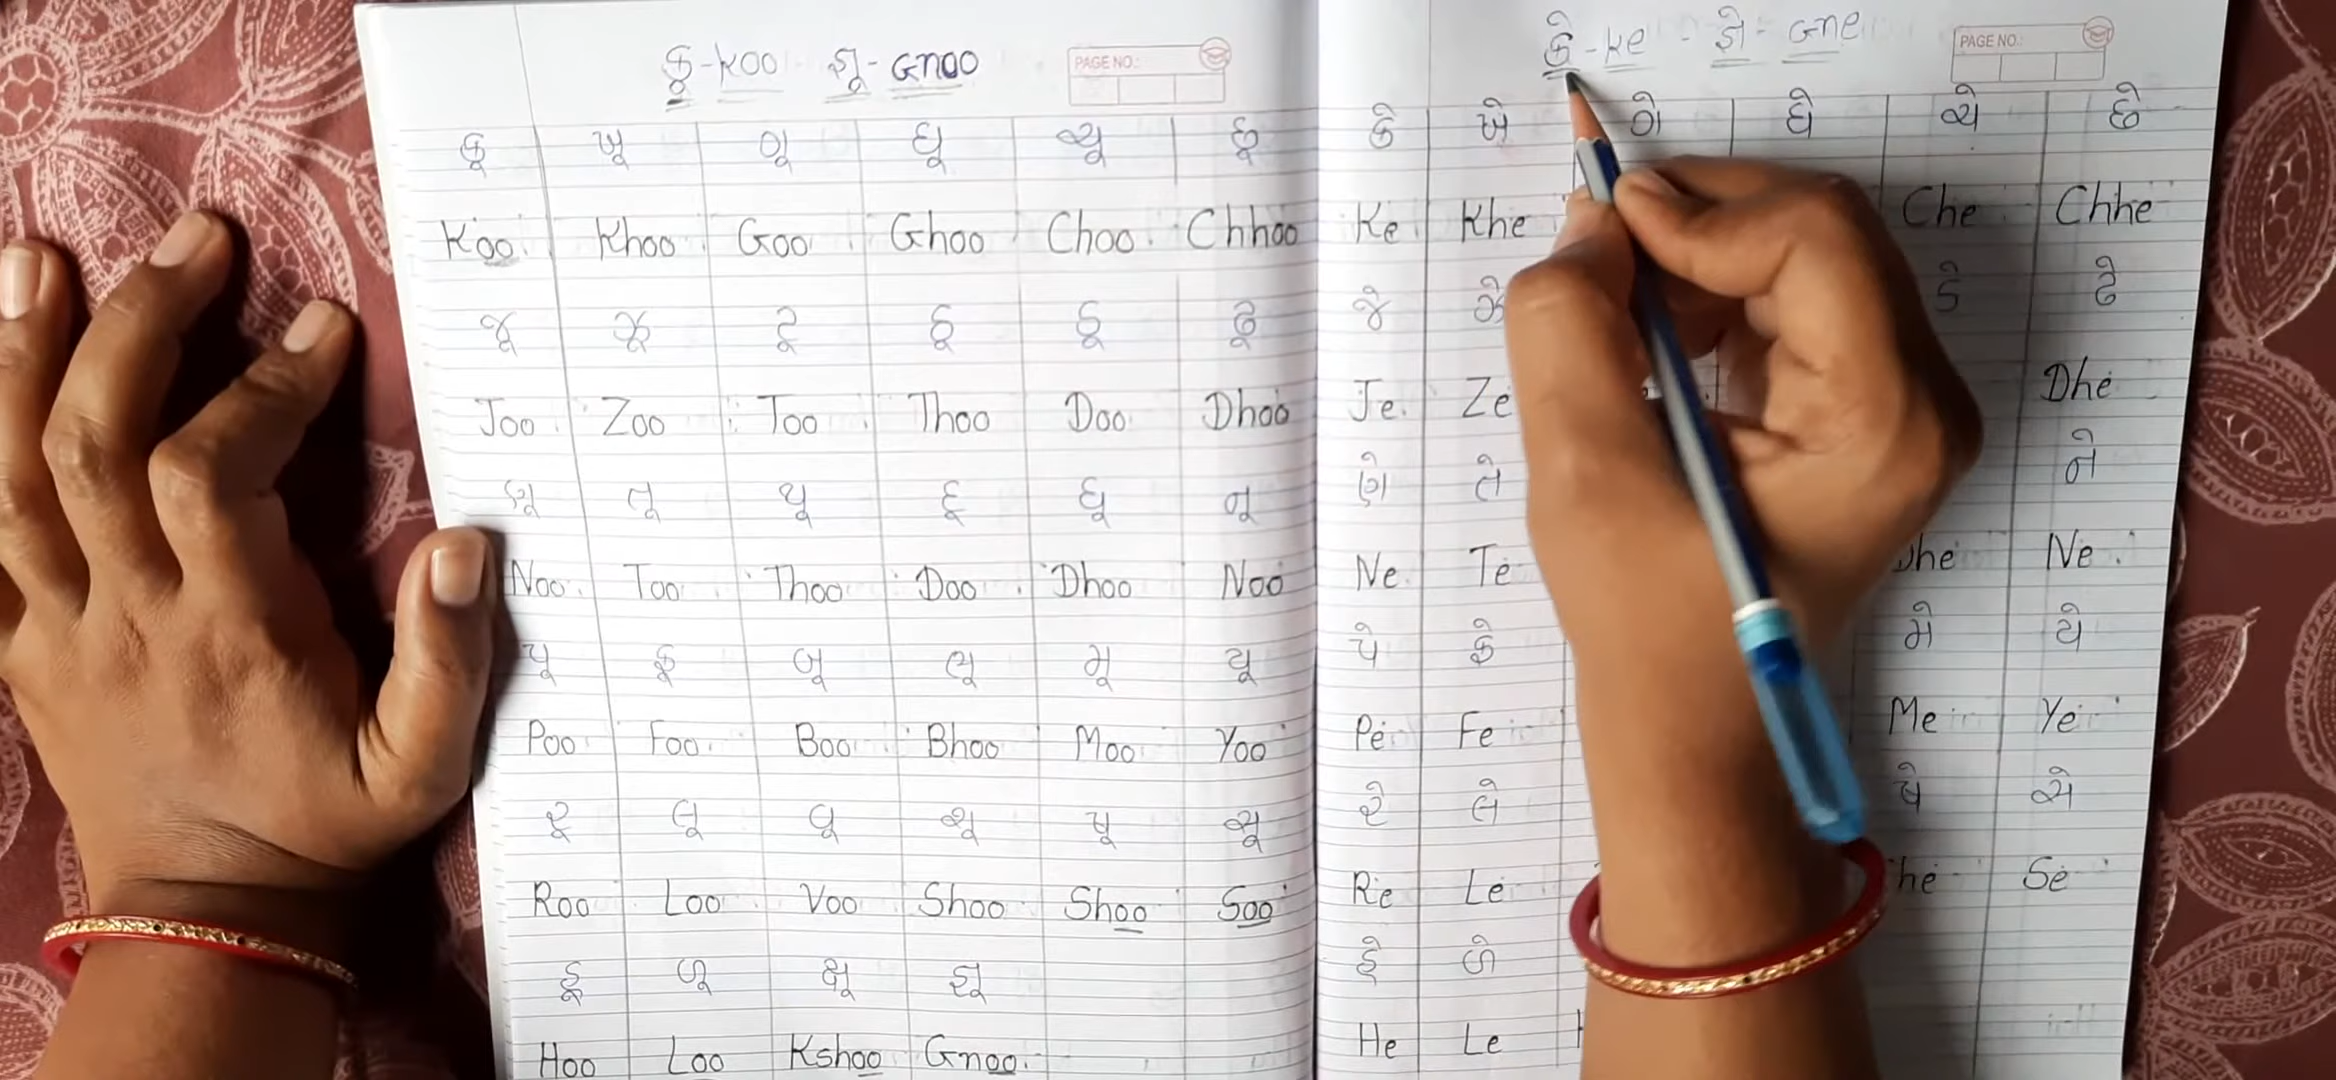 કૂ - Koo  જ્ઞૂ - Gnoo
PAGE NO.:
કૂ ખૂ ગૂ ઘૂ ચૂ છૂ
Koo Khoo Goo Ghoo Choo Chhoo
જૂ ઝૂ ટૂ ઠૂ ડૂ ઢૂ
Joo Zoo Too Thoo Doo Dhoo
ણૂ તૂ થૂ દૂ ધૂ નૂ
Noo Too Thoo Doo Dhoo Noo
પૂ ફૂ બૂ ભૂ મૂ યૂ
Poo Foo Boo Bhoo Moo Yoo
રૂ લૂ વૂ શૂ ષૂ સૂ
Roo Loo Voo Shoo Shoo Soo
હૂ ળૂ ક્ષૂ જ્ઞૂ
Hoo Loo Kshoo Gnoo
કે - Ke - જ્ઞે - Gne
PAGE NO.:
કે ખે ગે ઘે ચે છે
Ke Khe Che Chhe
જે ઝે ડે ઢે
Je Ze Dhe
ણે તે ને
Ne Te Ne
પે ફે મે યે
Pe Fe Me Ye
રે લે ષે સે
Re Le Se
હે ળે
He Le